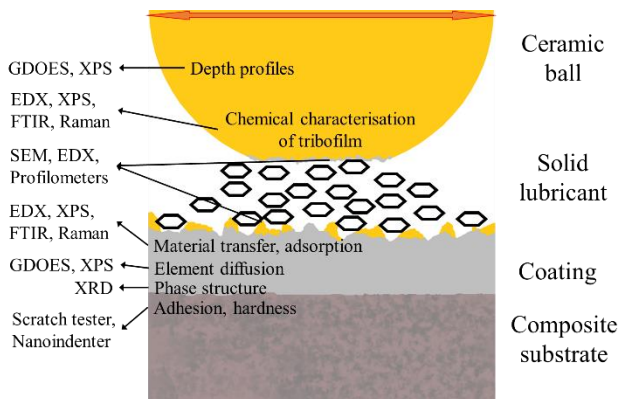 GDOES, XPS
Depth profiles
EDX, XPS,
FTIR, Raman
Chemical characterisation
of tribofilm
SEM, EDX,
Profilometers
EDX, XPS,
FTIR, Raman
Material transfer, adsorption
GDOES, XPS
Element diffusion
XRD
Phase structure
Scratch tester,
Nanoindenter
Adhesion, hardness
Ceramic
ball
Solid
lubricant
Coating
Composite
substrate